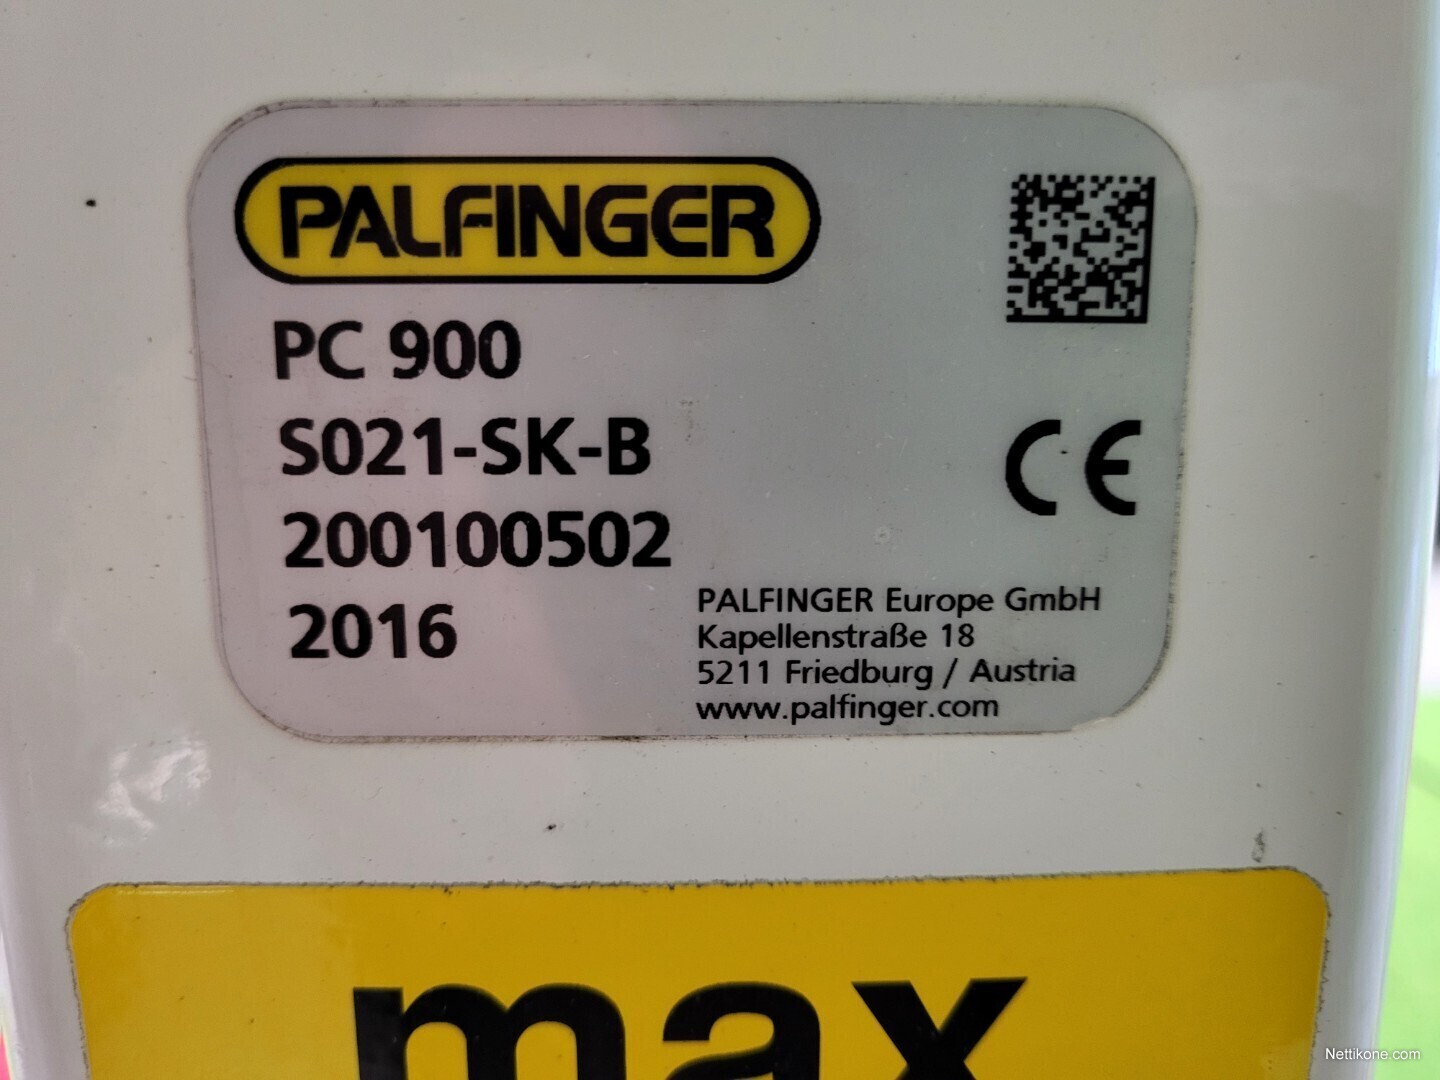 PALFINGER
PC 900
S021-SK-B
200100502
2016
PALFINGER Europe GmbH
Kapellenstraße 18
5211 Friedburg / Austria
www.palfinger.com
CE
max
Nettikone.com